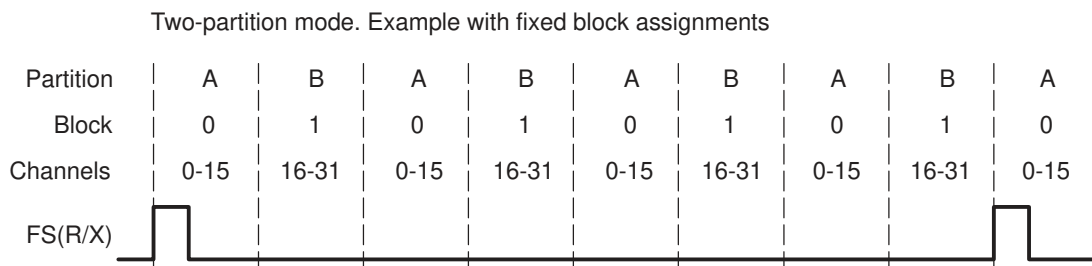 Two-partition mode. Example with fixed block assignments
Partition A B A B A B A B A
Block 0 1 0 1 0 1 0 1 0
Channels 0-15 16-31 0-15 16-31 0-15 16-31 0-15 16-31 0-15
FS(R/X)